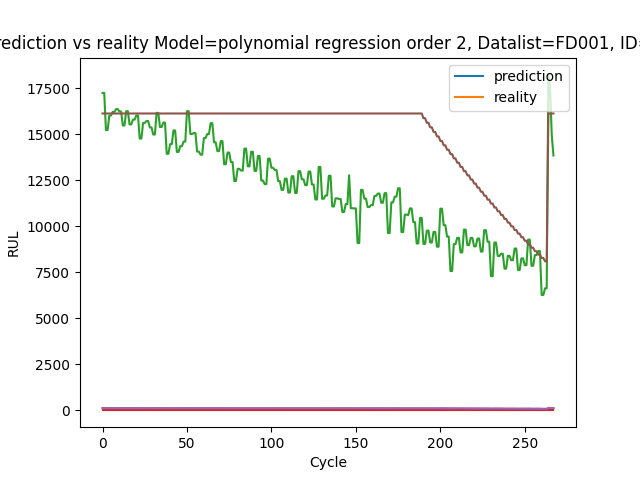 rediction vs reality Model=polynomial regression order 2, Datalist=FD001, ID=
prediction
reality
17500
15000
12500
10000
7500
5000
2500
0
RUL
0 50 100 150 200 250
Cycle